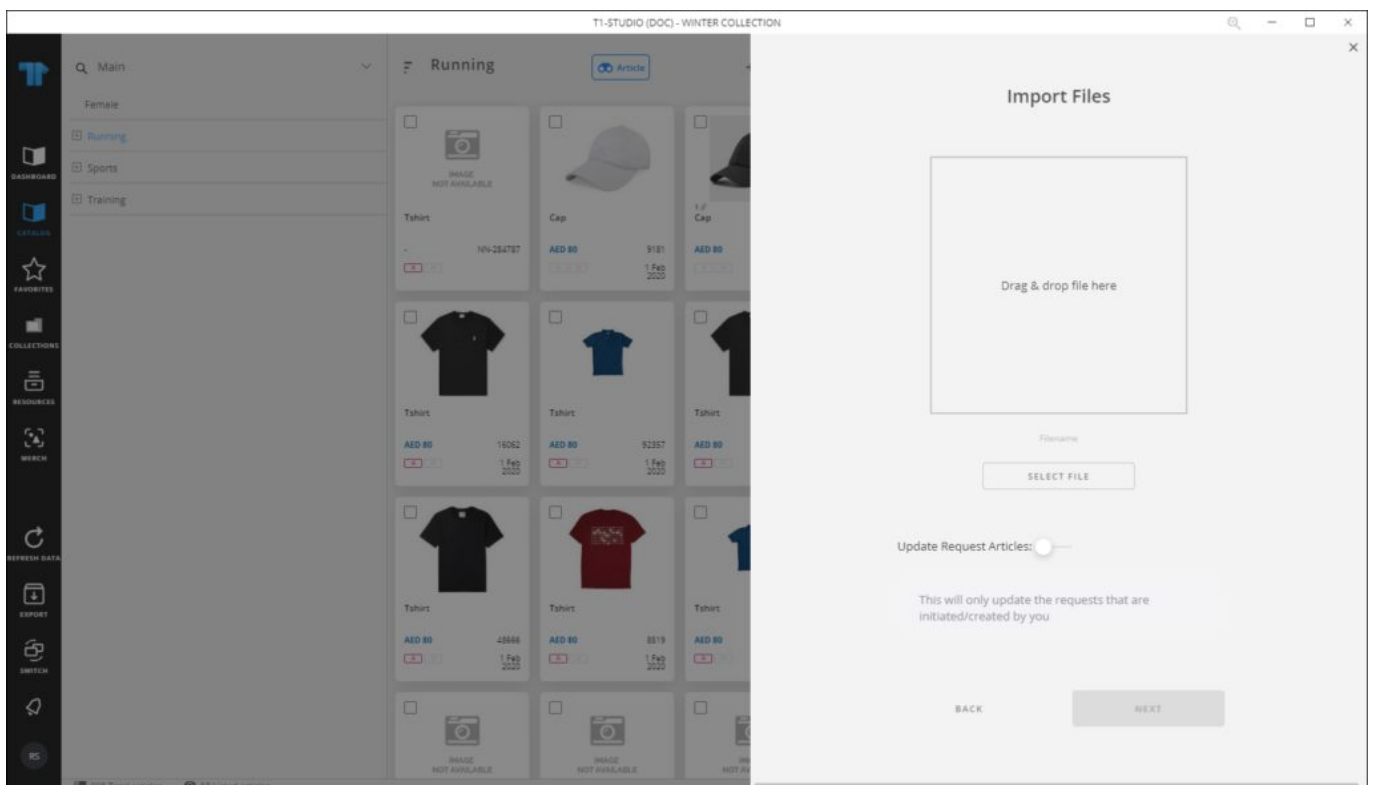 T1-STUDIO (DOC) - WINTER COLLECTION
Main
Female
Running
Sports
Training
DASHBOARD
CATALOG
FAVORITES
COLLECTIONS
RESOURCES
MERCH
REFRESH DATA
EXPORT
SWITCH
RS
Running
Article
IMAGE
NOT AVAILABLE
Tshirt
- NN-284787
Cap
AED 80 9181
1 Feb
2020
Cap
AED 80
Tshirt
AED 80 16062
1 Feb
2020
Tshirt
AED 80 52357
1 Feb
2020
Tshirt
AED 80
Tshirt
AED 80 48666
1 Feb
2020
Tshirt
AED 80 8819
1 Feb
2020
Tshirt
AED 80
IMAGE
NOT AVAILABLE
IMAGE
NOT AVAILABLE
Import Files
Drag & drop file here
Filename
SELECT FILE
Update Request Articles:
This will only update the requests that are
initiated/created by you
BACK
NEXT